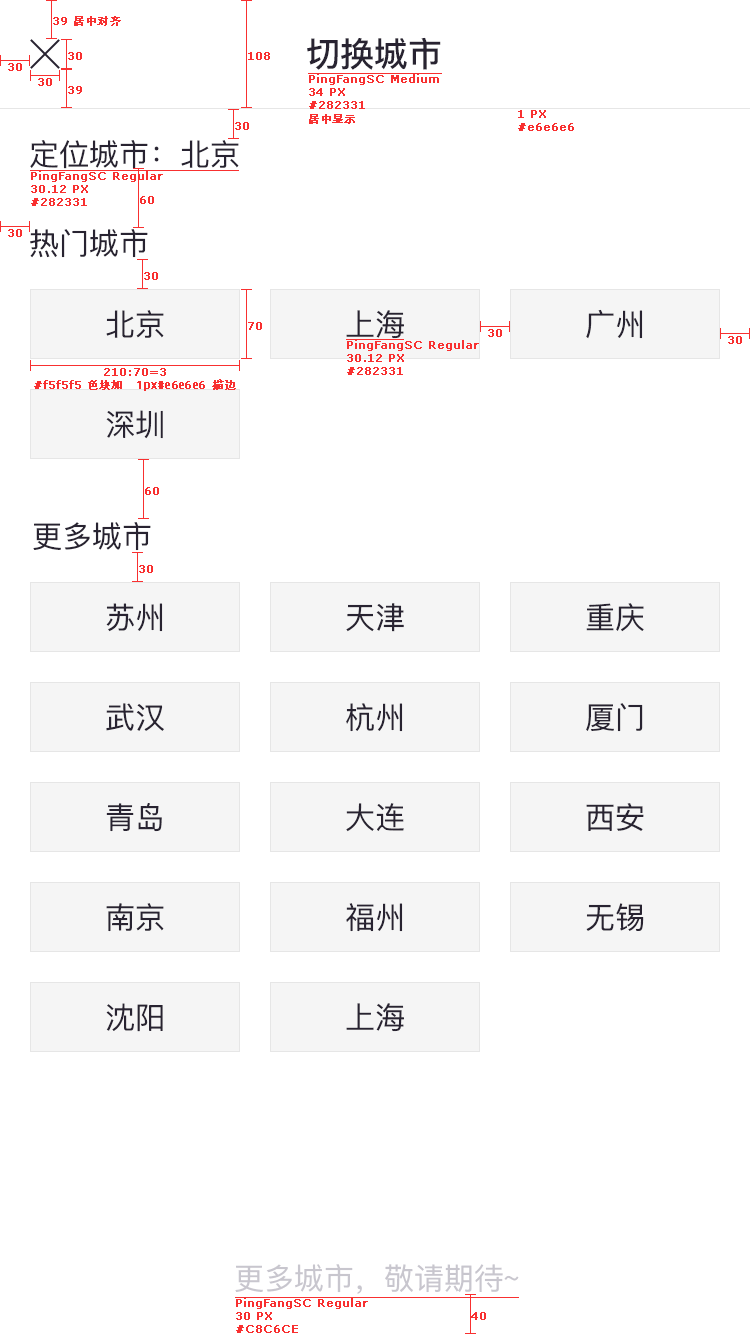 39 居中对齐
切换城市
30
108
30
30
39
PingFangSC Medium
34 PX
#282331
居中显示
1 PX
#e6e6e6
30
定位城市：北京
PingFangSC Regular
30.12 PX
#282331
60
30
热门城市
30
北京
上海
广州
70
30
30
PingFangSC Regular
30.12 PX
#282331
210:70=3
#f5f5f5 色块加 1px#e6e6e6 描边
深圳
60
更多城市
30
苏州
天津
重庆
武汉
杭州
厦门
青岛
大连
西安
南京
福州
无锡
沈阳
上海
更多城市，敬请期待~
PingFangSC Regular
30 PX
#C8C6CE
40